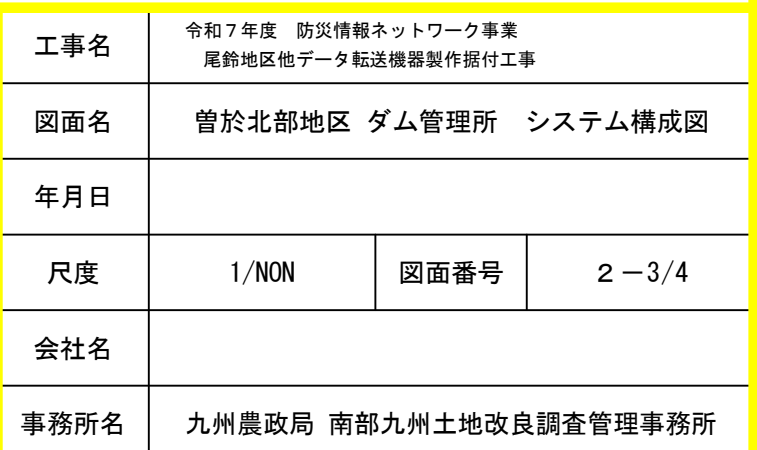 工事名 令和７年度　防災情報ネットワーク事業
尾鈴地区他データ転送機器製作据付工事
図面名 曽於北部地区 ダム管理所　システム構成図
年月日
尺度 1/NON 図面番号 ２－3/4
会社名
事務所名 九州農政局 南部九州土地改良調査管理事務所